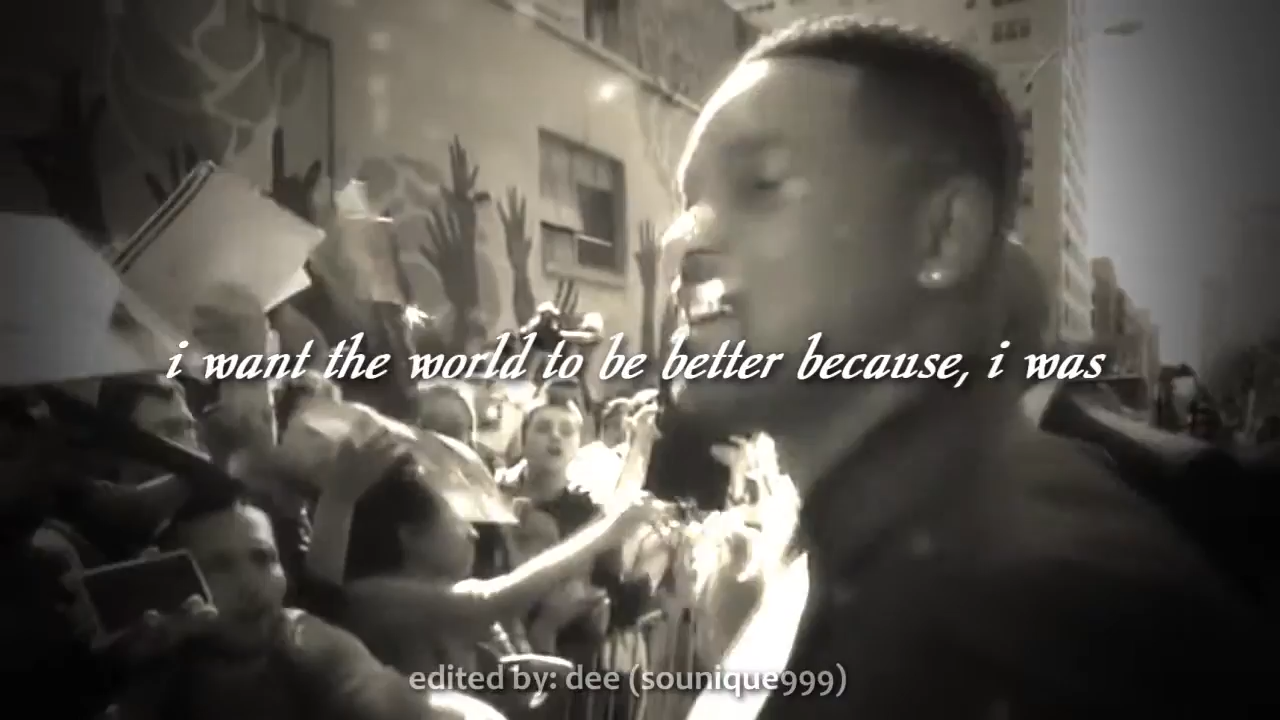 i want the world to be better because, i was
edited by: dee (sounique999)